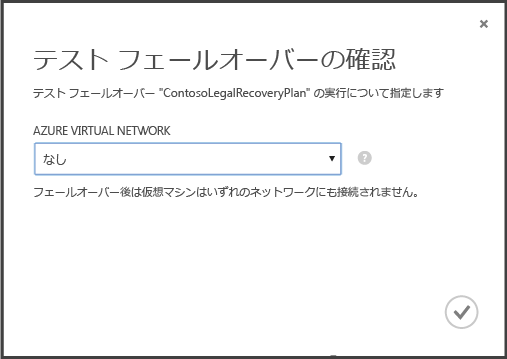 テスト フェールオーバーの確認
テスト フェールオーバー "ContosoLegalRecoveryPlan" の実行について指定します
AZURE VIRTUAL NETWORK
なし
フェールオーバー後は仮想マシンはいずれのネットワークにも接続されません。